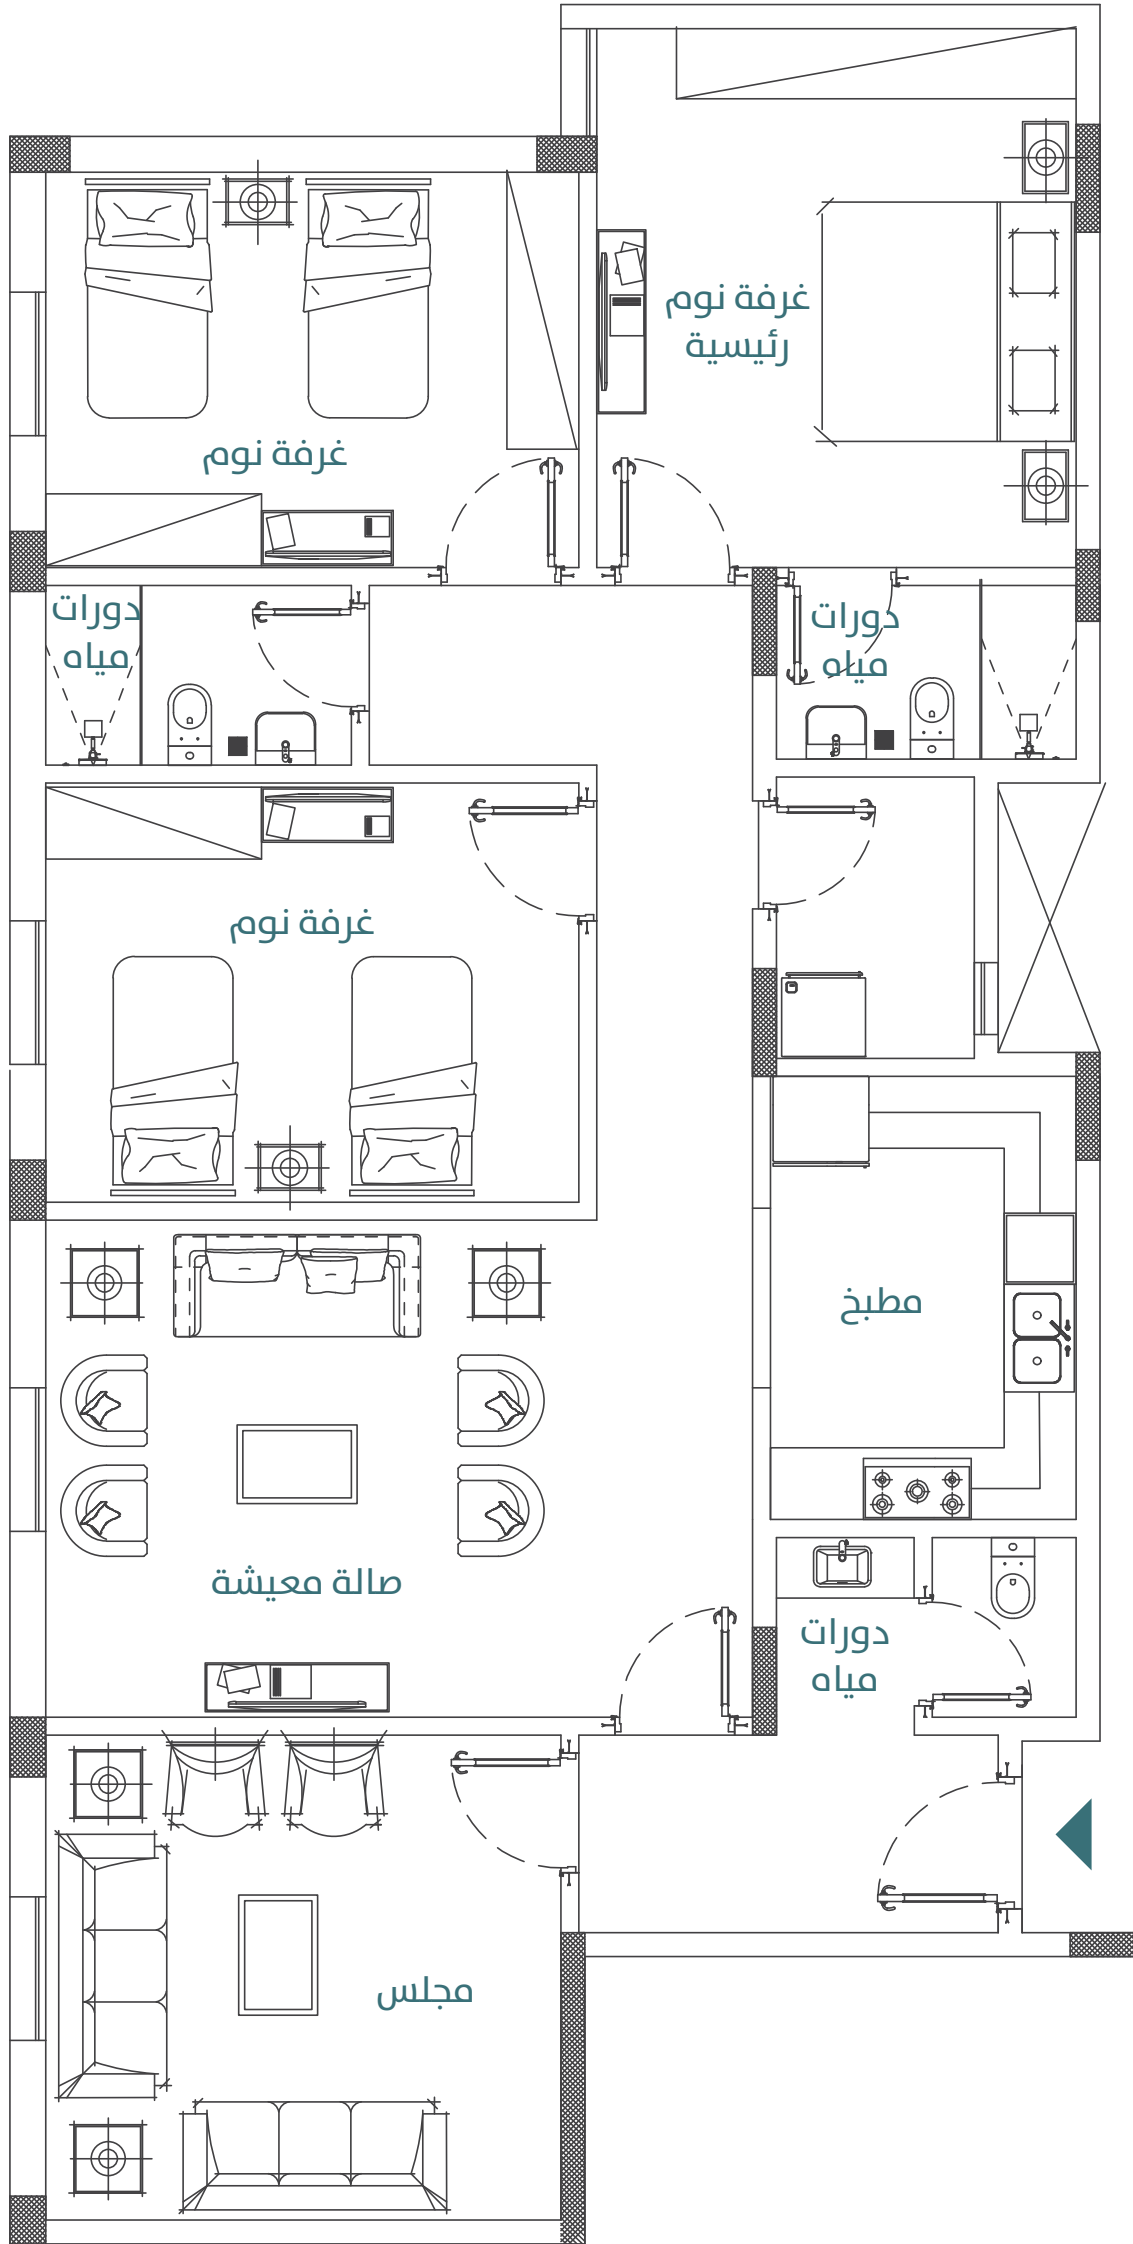 غرفة نوم
رئيسية
غرفة نوم
دورات
مياه
دورات
مياه
غرفة نوم
مطبخ
صالة معيشة
دورات
مياه
مجلس